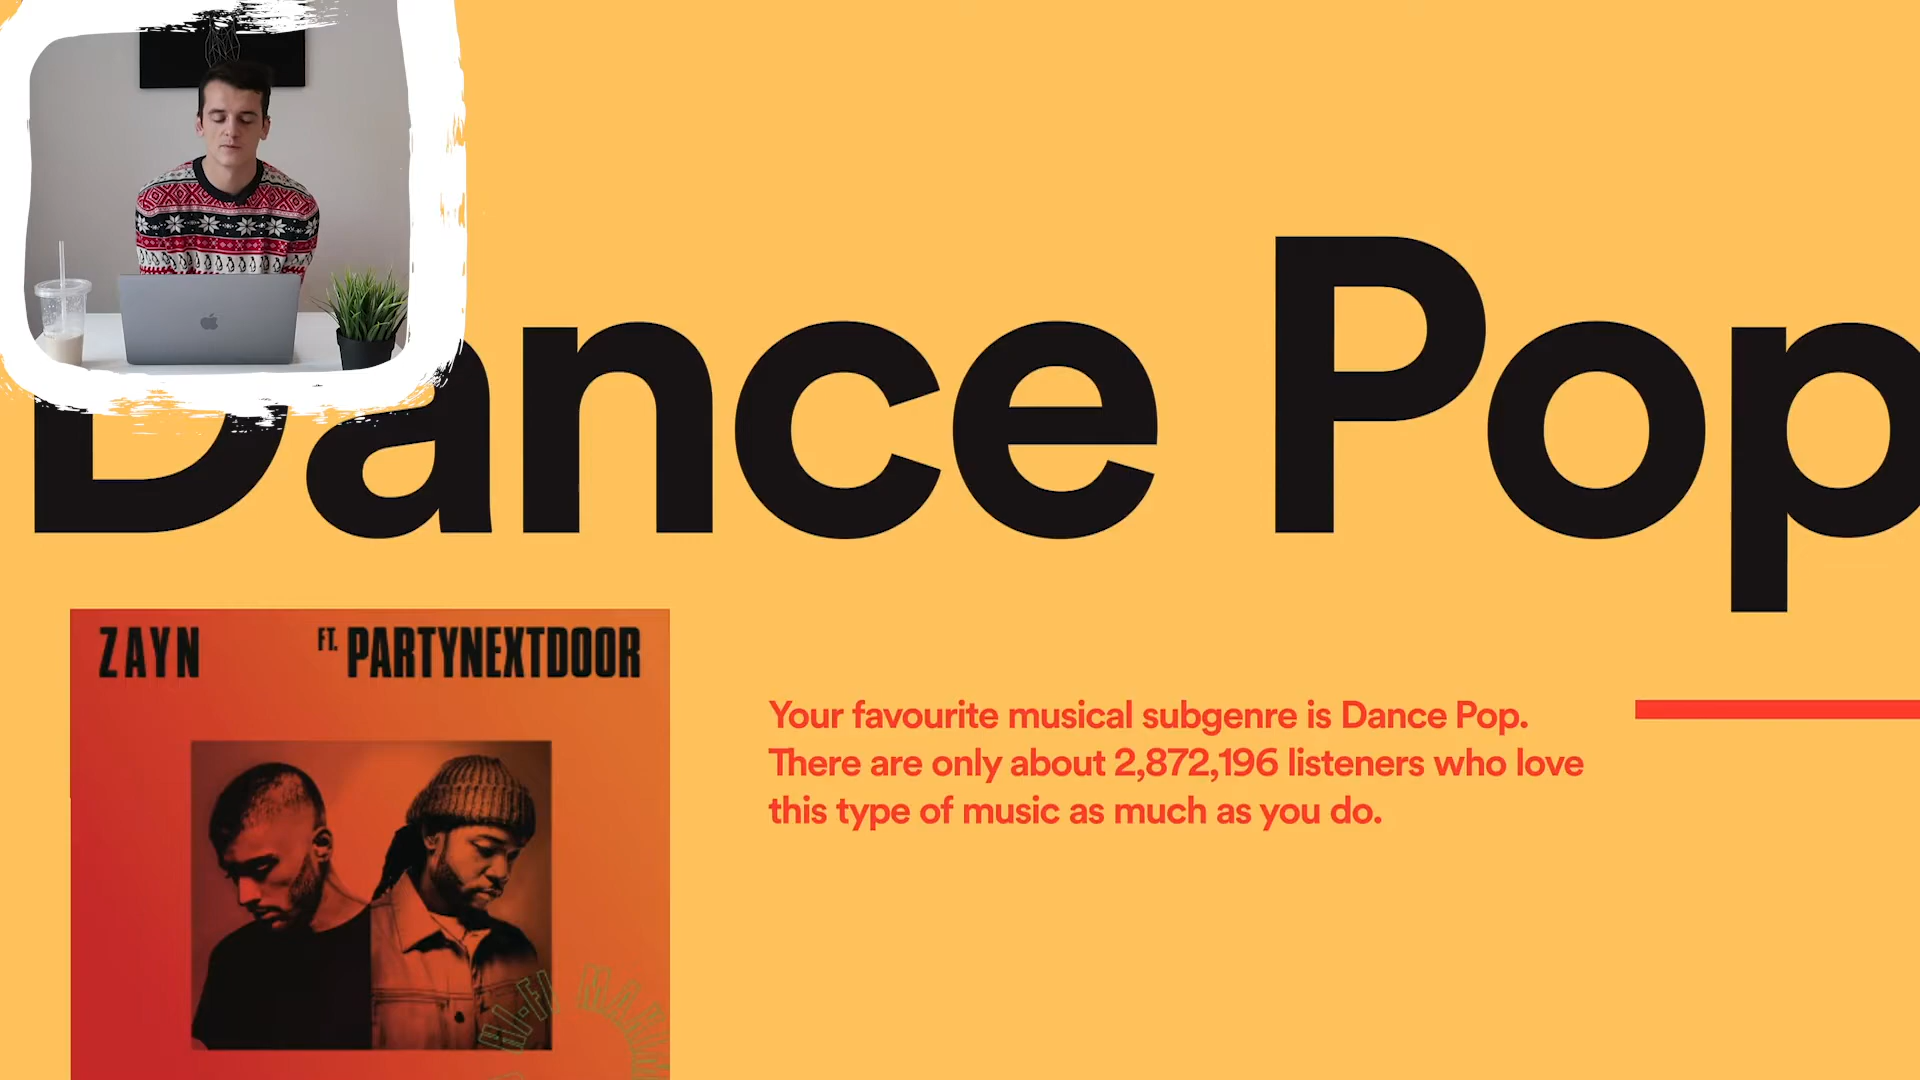 Dance Pop
ZAYN FT. PARTYNEXTDOOR
Your favourite musical subgenre is Dance Pop.
There are only about 2,872,196 listeners who love
this type of music as much as you do.